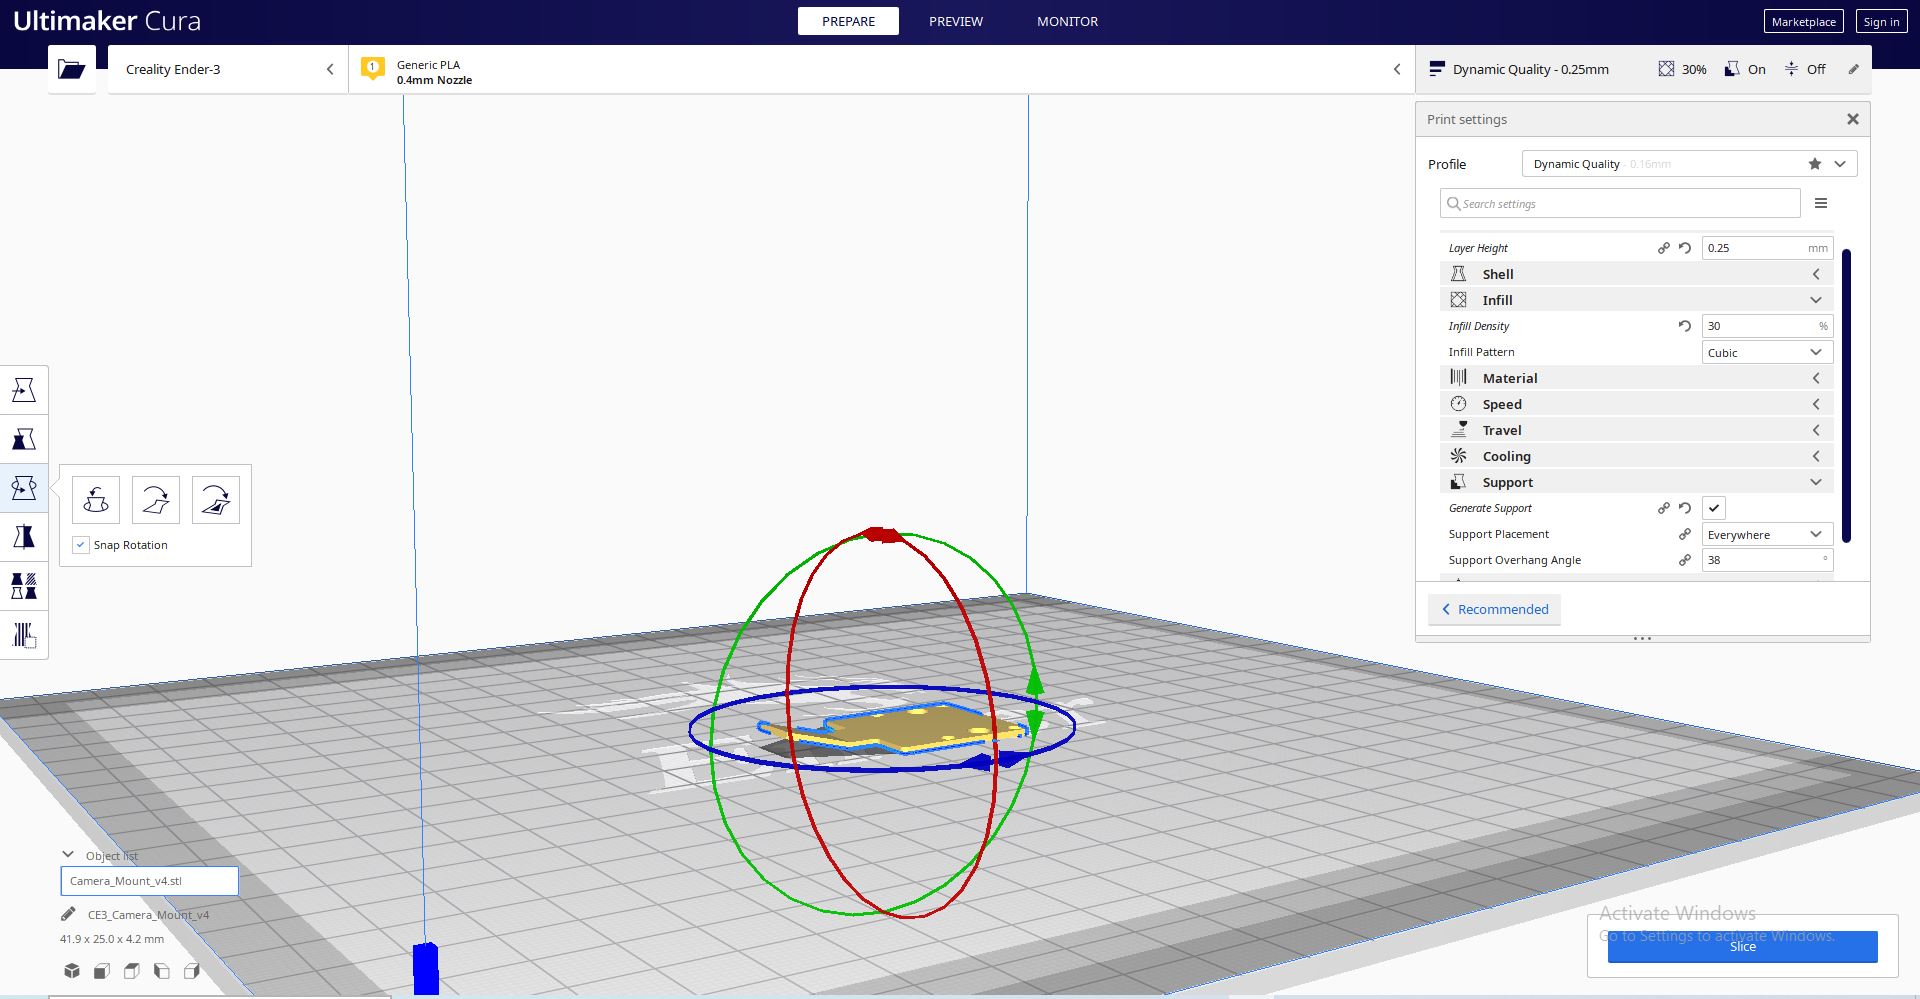 Ultimaker Cura
PREPARE
PREVIEW
MONITOR
Marketplace
Sign in
Creality Ender-3
1
Generic PLA
0.4mm Nozzle
Dynamic Quality - 0.25mm
30%
On
Off
Print settings
Profile
Dynamic Quality - 0.16mm
Search settings
Layer Height
0.25 mm
Shell
Infill
Infill Density
30 %
Infill Pattern
Cubic
Material
Speed
Travel
Cooling
Support
Generate Support
Support Placement
Everywhere
Support Overhang Angle
38 °
Recommended
Snap Rotation
Object list
Camera_Mount_v4.stl
CE3_Camera_Mount_v4
41.9 x 25.0 x 4.2 mm
Activate Windows
Go to Settings to activate Windows.
Slice